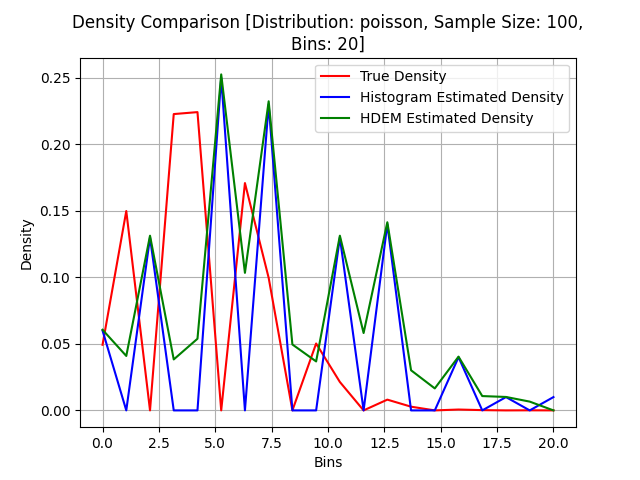 Density Comparison [Distribution: poisson, Sample Size: 100,
Bins: 20]
True Density
Histogram Estimated Density
HDEM Estimated Density
Density
0.25
0.20
0.15
0.10
0.05
0.00
0.0 2.5 5.0 7.5 10.0 12.5 15.0 17.5 20.0
Bins